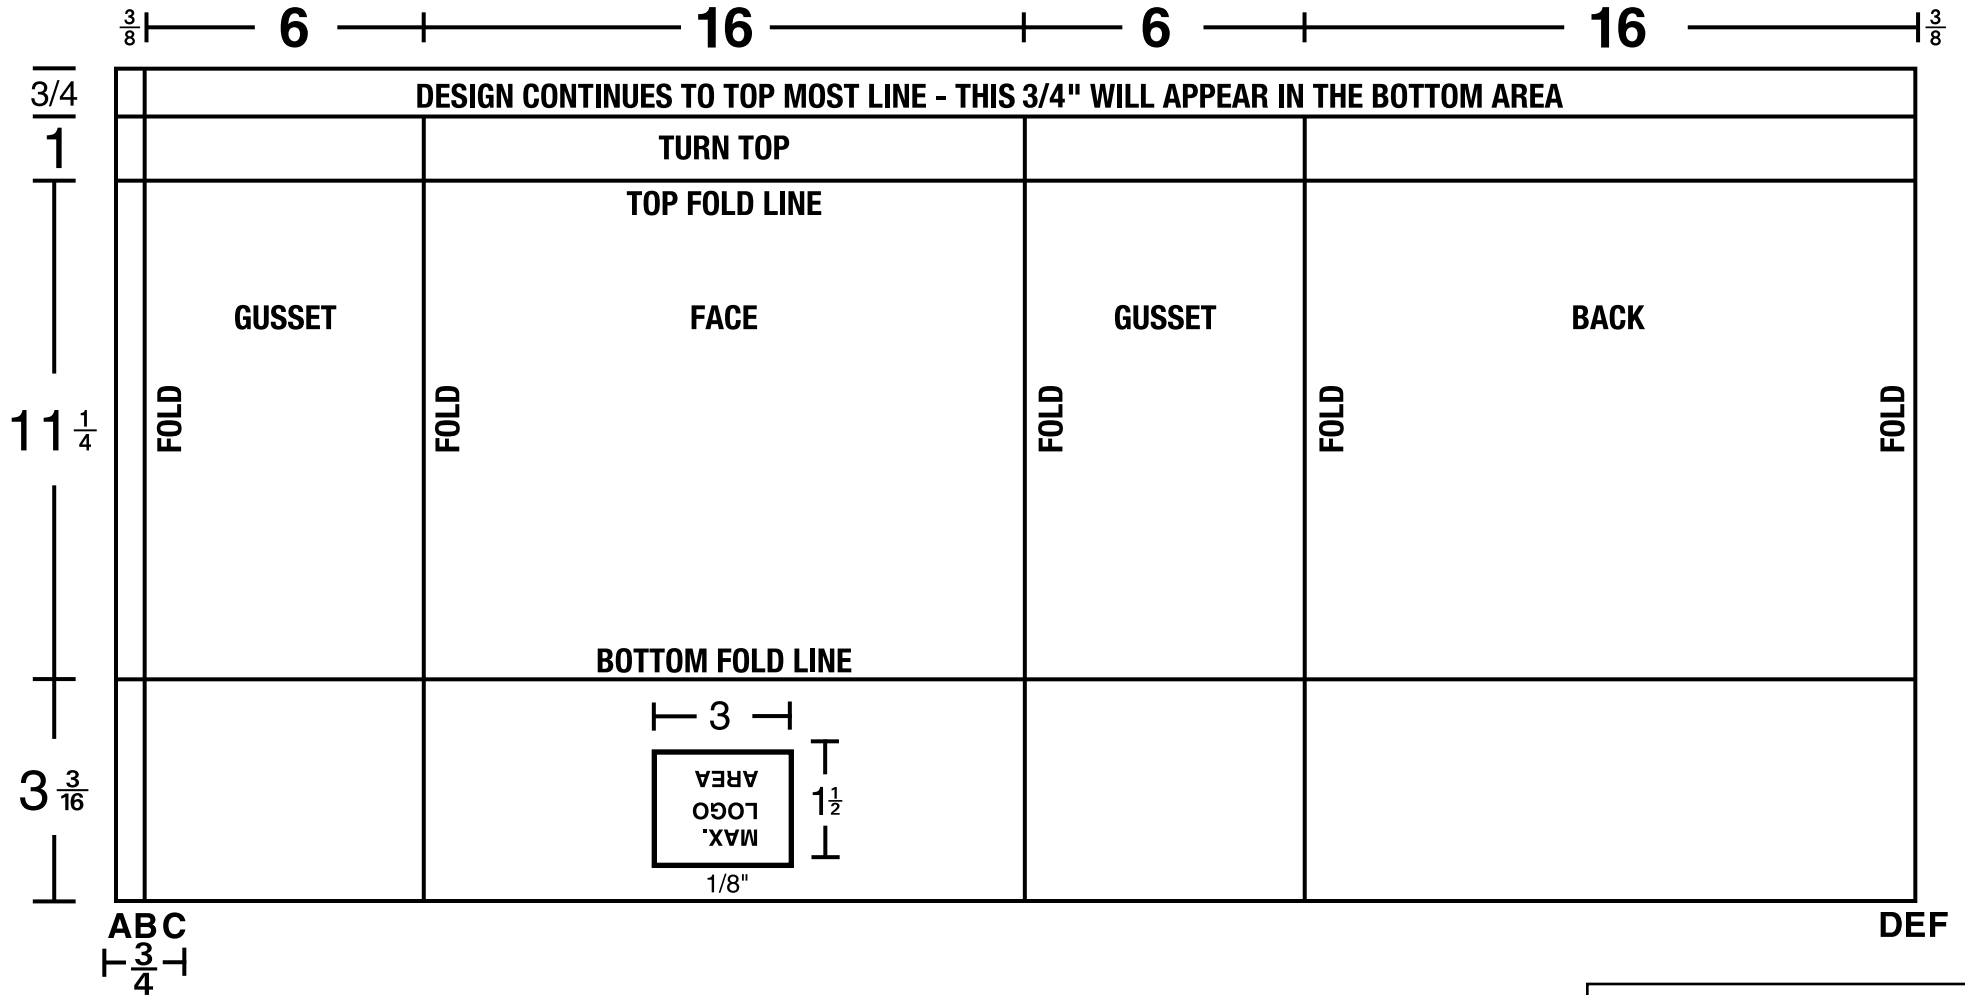 3/8 6 16 6 16 3/8
3/4
DESIGN CONTINUES TO TOP MOST LINE - THIS 3/4" WILL APPEAR IN THE BOTTOM AREA
1
TURN TOP
TOP FOLD LINE
GUSSET FACE GUSSET BACK
11 1/4
FOLD FOLD FOLD FOLD FOLD
BOTTOM FOLD LINE
3
3 3/16
MAX.
LOGO
AREA
1 1/2
1/8"
ABC DEF
3/4